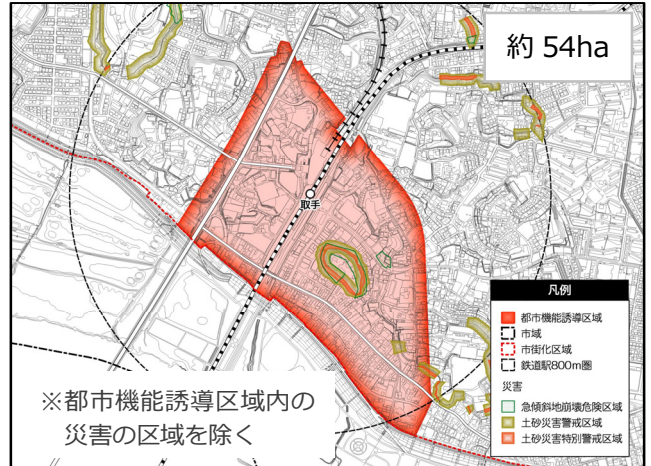 約 54ha
取手
凡例
都市機能誘導区域
市域
市街化区域
鉄道駅800m圏
災害
急傾斜地崩壊危険区域
土砂災害警戒区域
土砂災害特別警戒区域
※都市機能誘導区域内の
災害の区域を除く